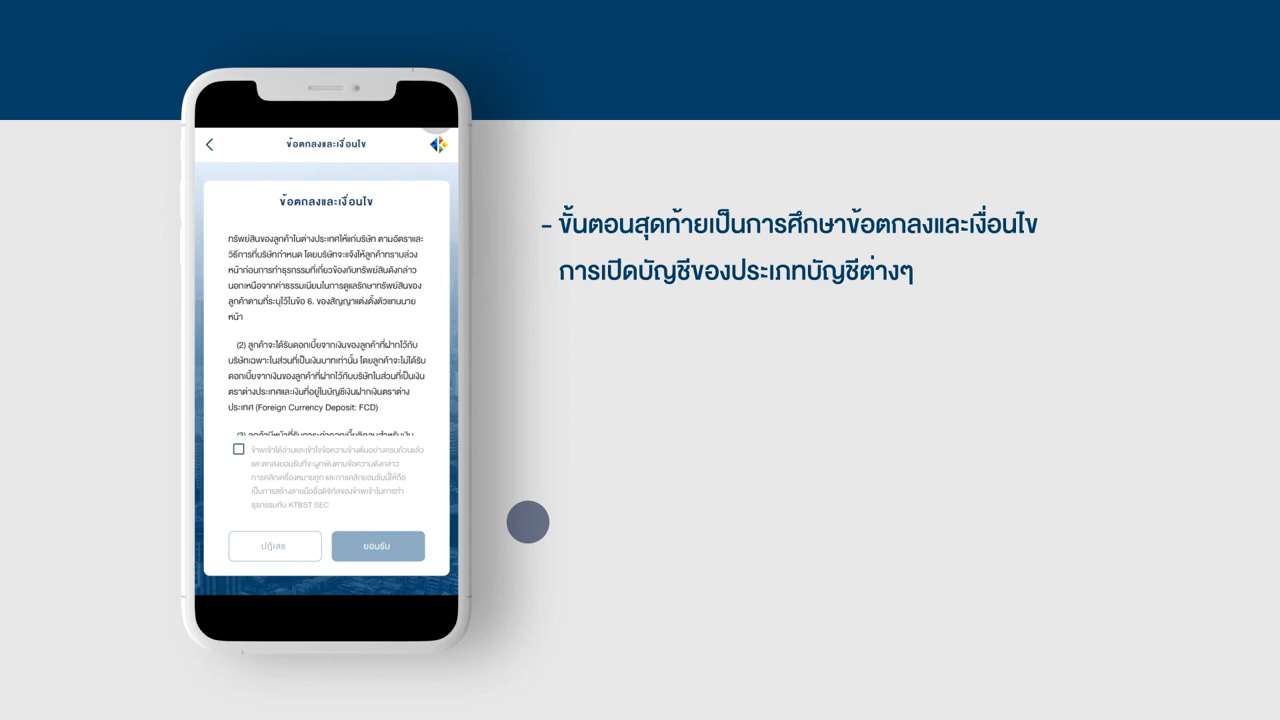 ข้อตกลงและเงื่อนไข
ข้อตกลงและเงื่อนไข
ทรัพย์สินของลูกค้าในต่างประเทศให้แก่บริษัท ตามอัตราและ
วิธีการที่บริษัทกำหนด โดยบริษัทจะแจ้งให้ลูกค้าทราบล่วง
หน้าก่อนการทำธุรกรรมที่เกี่ยวข้องกับทรัพย์สินดังกล่าว
นอกเหนือจากค่าธรรมเนียมในการดูแลรักษาทรัพย์สินของ
ลูกค้าตามที่ระบุไว้ในข้อ 6. ของสัญญาแต่งตั้งตัวแทนนาย
หน้า
(2) ลูกค้าจะได้รับดอกเบี้ยจากเงินของลูกค้าที่ฝากไว้กับ
บริษัทเฉพาะในส่วนที่เป็นเงินบาทเท่านั้น โดยลูกค้าจะไม่ได้รับ
ดอกเบี้ยจากเงินของลูกค้าที่ฝากไว้กับบริษัทในส่วนที่เป็นเงิน
ตราต่างประเทศและเงินที่อยู่ในบัญชีเงินฝากเงินตราต่าง
ประเทศ (Foreign Currency Deposit: FCD)
ข้าพเจ้าได้อ่านและเข้าใจข้อความข้างต้นอย่างครบถ้วนแล้ว
และตกลงยอมรับที่จะผูกพันตามข้อความดังกล่าว
การคลิกเครื่องหมายถูก และการคลิกยอมรับนี้ให้ถือ
เป็นการสร้างลายมือชื่อดิจิทัลของข้าพเจ้าในการทำ
ธุรกรรมกับ KTBST SEC
ปฏิเสธ
ยอมรับ
- ขั้นตอนสุดท้ายเป็นการศึกษาข้อตกลงและเงื่อนไข
การเปิดบัญชีของประเภทบัญชีต่างๆ